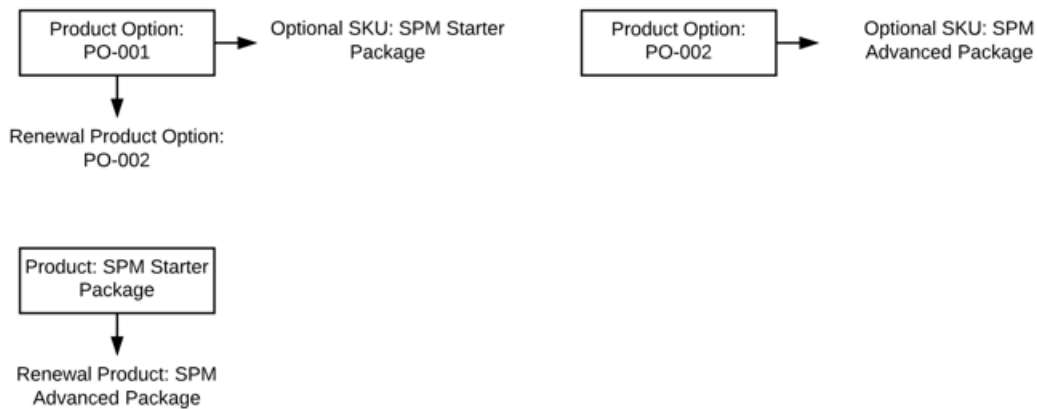 Product Option:
PO-001
Optional SKU: SPM Starter
Package
Product Option:
PO-002
Optional SKU: SPM
Advanced Package
Renewal Product Option:
PO-002
Product: SPM Starter
Package
Renewal Product: SPM
Advanced Package